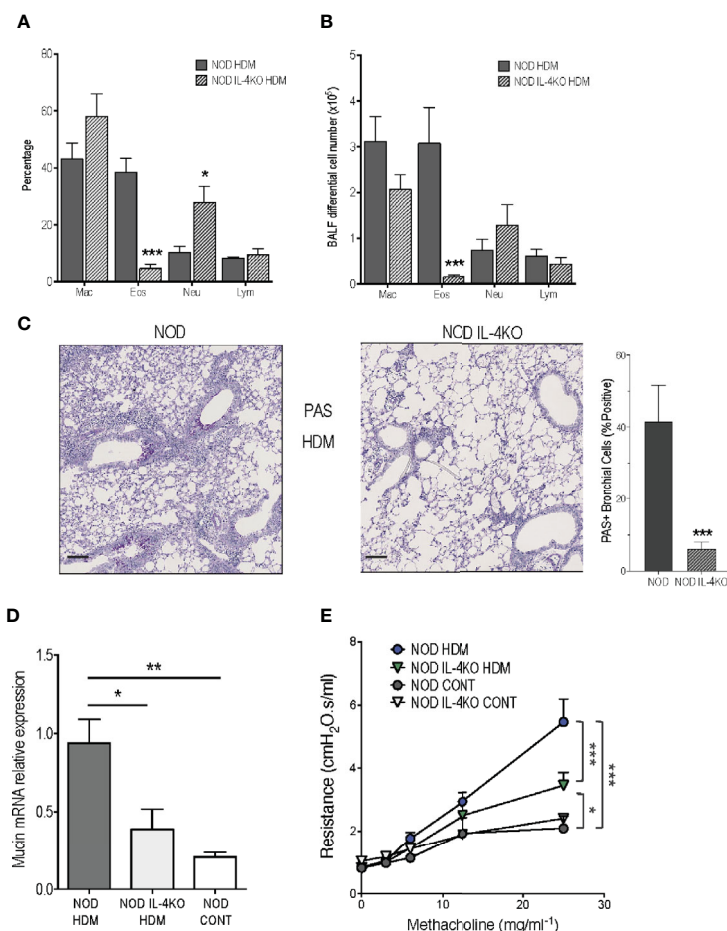 A
80
60
40
20
0
Percentage
NOD HDM
NOD IL-4KO HDM
***
*
Mac Eos Neu Lym
B
5
4
3
2
1
0
BALF differential cell number (x10⁵)
NOD HDM
NOD IL-4KO HDM
***
Mac Eos Neu Lym
C
NOD
PAS
HDM
NOD IL-4KO
60
40
20
0
PAS+ Bronchial Cells (% Positive)
***
NOD NOD IL-4KO
D
1.5
1.0
0.5
0.0
Mucin mRNA relative expression
**
*
NOD HDM
NOD IL-4KO HDM
NOD CONT
E
8
6
4
2
0
Resistance (cmH₂O.s/ml)
NOD HDM
NOD IL-4KO HDM
NOD CONT
NOD IL-4KO CONT
***
***
*
0 10 20 30
Methacholine (mg/ml⁻¹)